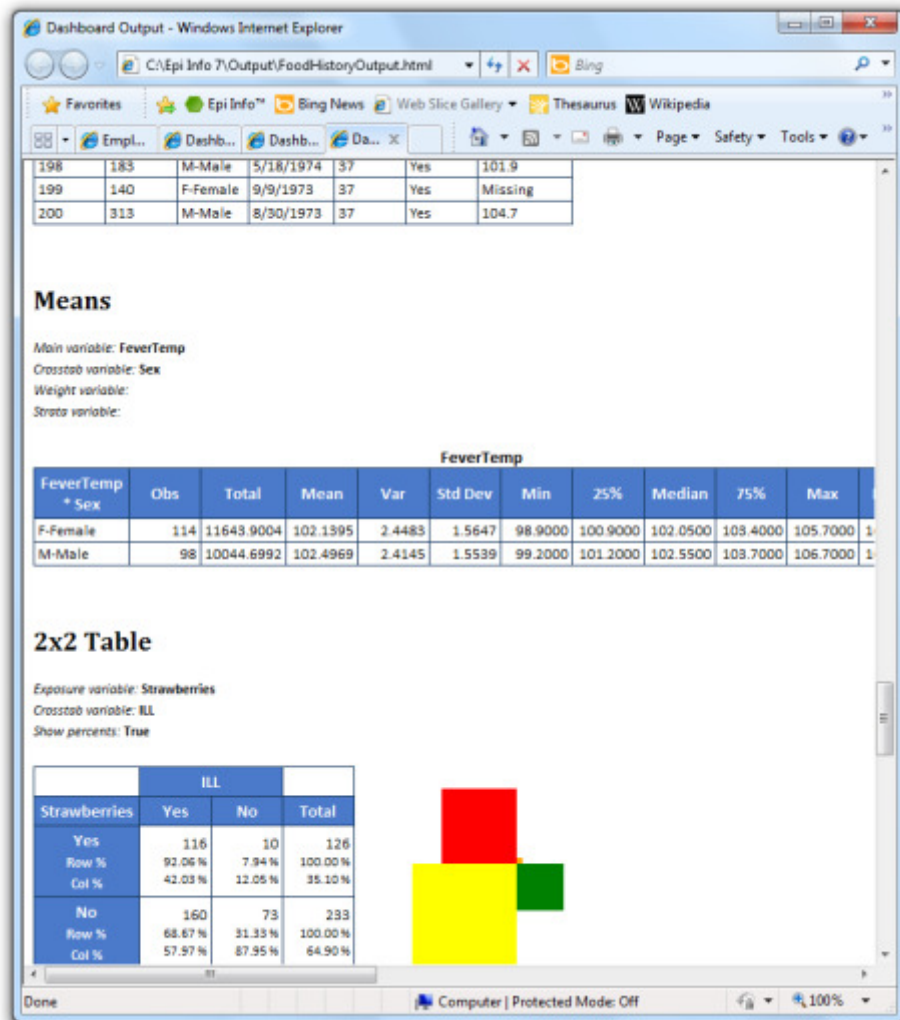 Dashboard Output - Windows Internet Explorer
C:\Epi Info 7\Output\FoodHistoryOutput.html
Bing
Favorites Epi Info™ Bing News Web Slice Gallery Thesaurus Wikipedia
Empl... Dashb... Dashb... Da... Page Safety Tools
198 183 M-Male 5/18/1974 37 Yes 101.9
199 140 F-Female 9/9/1973 37 Yes Missing
200 313 M-Male 8/30/1973 37 Yes 104.7
Means
Main variable: FeverTemp
Crosstab variable: Sex
Weight variable:
Strata variable:
FeverTemp
FeverTemp * Sex Obs Total Mean Var Std Dev Min 25% Median 75% Max
F-Female 114 11643.9004 102.1395 2.4483 1.5647 98.9000 100.9000 102.0500 103.4000 105.7000
M-Male 98 10044.6992 102.4969 2.4145 1.5539 99.2000 101.2000 102.5500 103.7000 106.7000
2x2 Table
Exposure variable: Strawberries
Crosstab variable: ILL
Show percents: True
ILL
Strawberries Yes No Total
Yes 116 10 126
Row % 92.06 % 7.94 % 100.00 %
Col % 42.03 % 12.05 % 35.10 %
No 160 73 233
Row % 68.67 % 31.33 % 100.00 %
Col % 57.97 % 87.95 % 64.90 %
Done Computer | Protected Mode: Off 100%